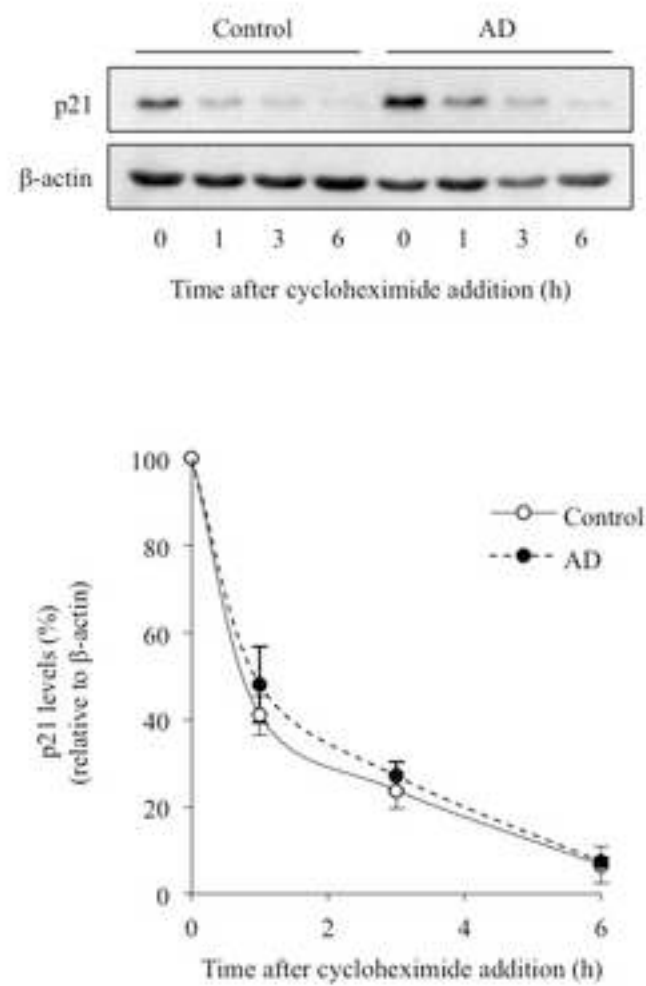 Control AD
p21
β-actin
0 1 3 6 0 1 3 6
Time after cycloheximide addition (h)
100
80
60
40
20
0
p21 levels (%)
(relative to β-actin)
Control
AD
0 2 4 6
Time after cycloheximide addition (h)